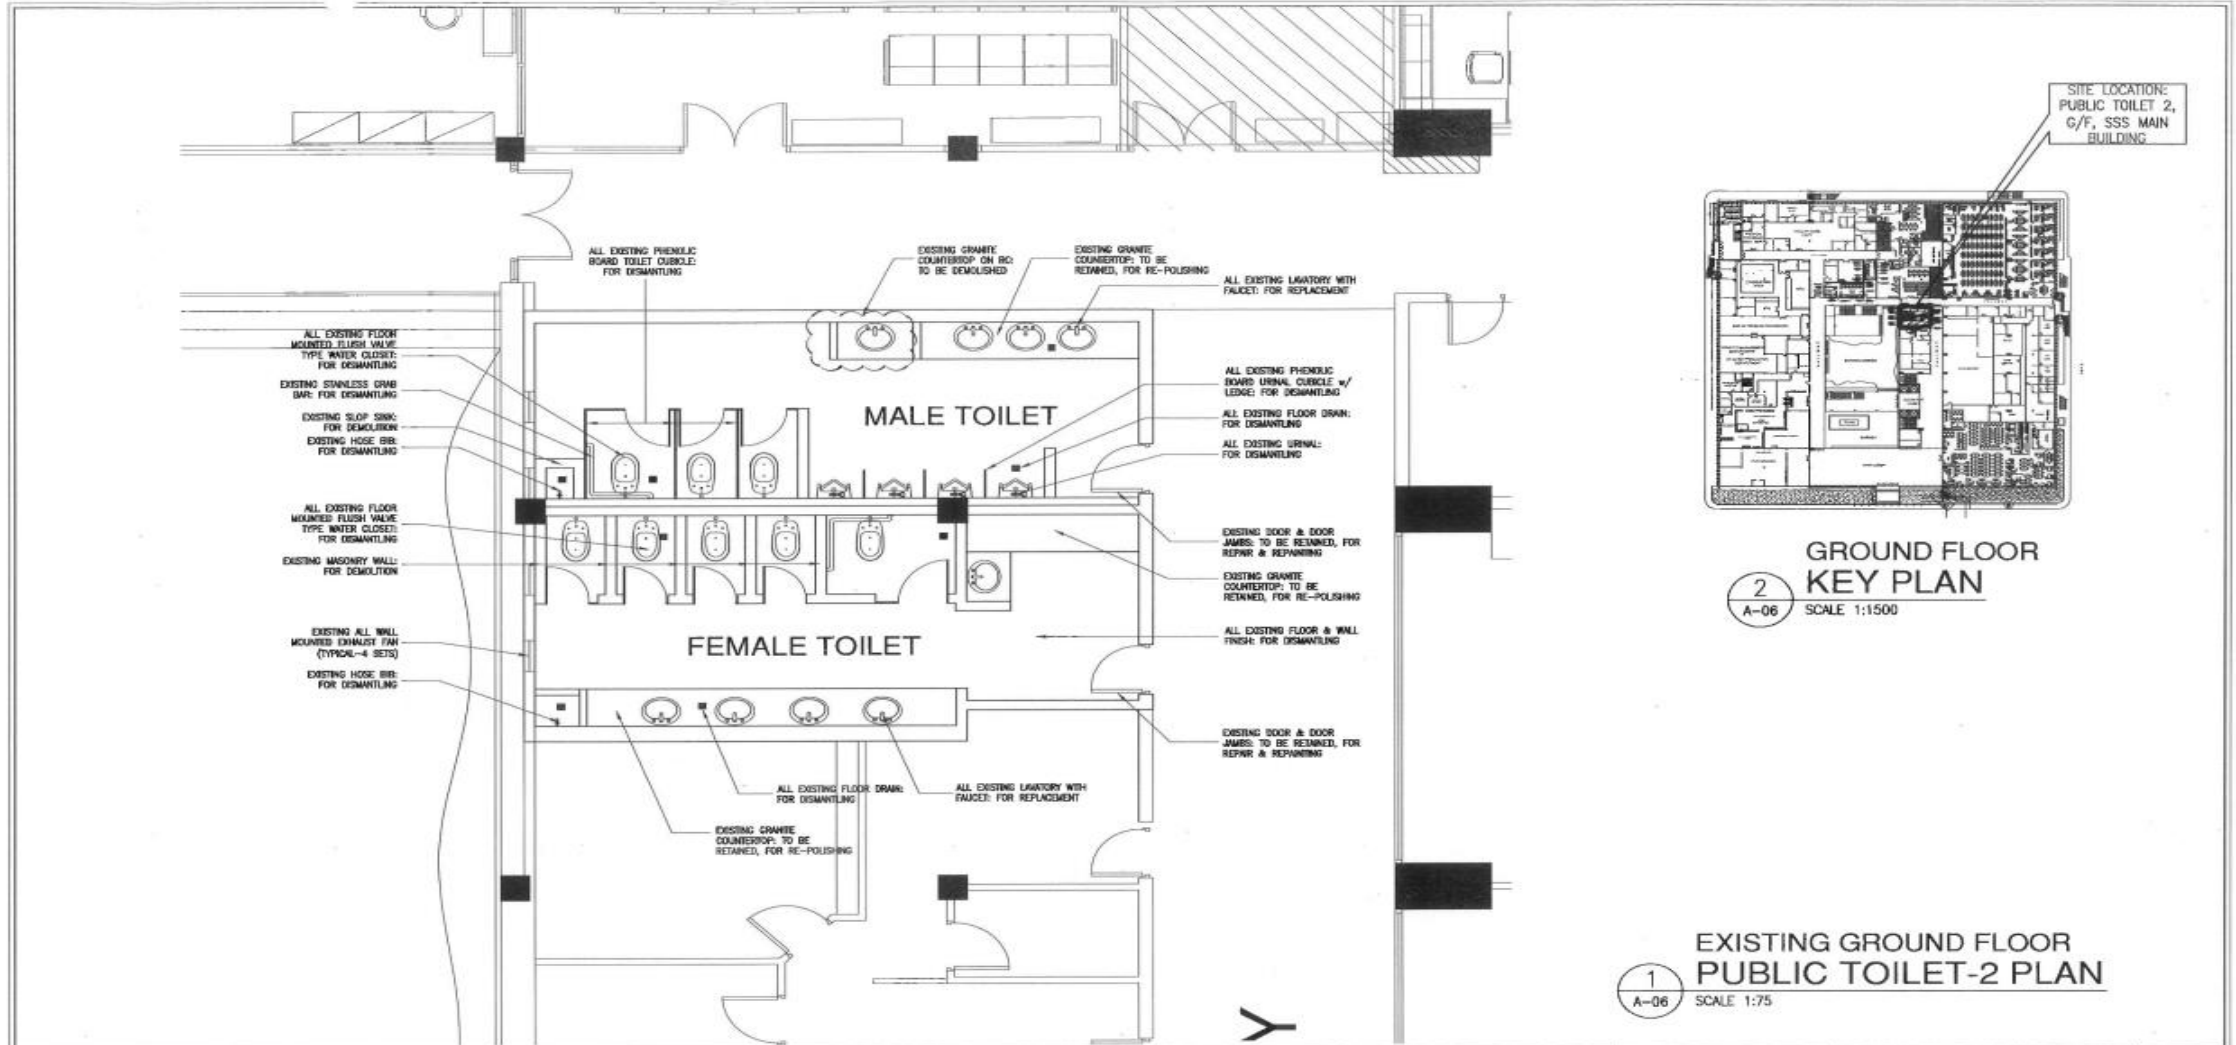 SITE LOCATION:
PUBLIC TOILET 2,
G/F, SSS MAIN
BUILDING
ALL EXISTING PHENOLIC
BOARD TOILET CUBICLE:
FOR DISMANTLING
EXISTING GRANITE
COUNTERTOP ON RC:
TO BE DEMOLISHED
EXISTING GRANITE
COUNTERTOP: TO BE
RETAINED, FOR RE-POLISHING
ALL EXISTING LAVATORY WITH
FAUCET: FOR REPLACEMENT
ALL EXISTING FLOOR
MOUNTED FLUSH VALVE
TYPE WATER CLOSET:
FOR DISMANTLING
EXISTING STAINLESS GRAB
BAR: FOR DISMANTLING
EXISTING SLOP SINK:
FOR DEMOLITION
EXISTING HOSE BIB:
FOR DISMANTLING
MALE TOILET
ALL EXISTING PHENOLIC
BOARD URINAL CUBICLE w/
LEDGE: FOR DISMANTLING
ALL EXISTING FLOOR DRAIN:
FOR DISMANTLING
ALL EXISTING URINAL:
FOR DISMANTLING
ALL EXISTING FLOOR
MOUNTED FLUSH VALVE
TYPE WATER CLOSET:
FOR DISMANTLING
EXISTING MASONRY WALL:
FOR DEMOLITION
EXISTING DOOR & DOOR
JAMBS: TO BE RETAINED, FOR
REPAIR & REPAINTING
EXISTING GRANITE
COUNTERTOP: TO BE
RETAINED, FOR RE-POLISHING
EXISTING ALL WALL
MOUNTED EXHAUST FAN
(TYPICAL-4 SETS)
EXISTING HOSE BIB:
FOR DISMANTLING
FEMALE TOILET
ALL EXISTING FLOOR & WALL
FINISH: FOR DISMANTLING
EXISTING DOOR & DOOR
JAMBS: TO BE RETAINED, FOR
REPAIR & REPAINTING
ALL EXISTING FLOOR DRAIN:
FOR DISMANTLING
ALL EXISTING LAVATORY WITH
FAUCET: FOR REPLACEMENT
EXISTING GRANITE
COUNTERTOP: TO BE
RETAINED, FOR RE-POLISHING
GROUND FLOOR
KEY PLAN
2
A-06
SCALE 1:1500
EXISTING GROUND FLOOR
PUBLIC TOILET-2 PLAN
1
A-06
SCALE 1:75